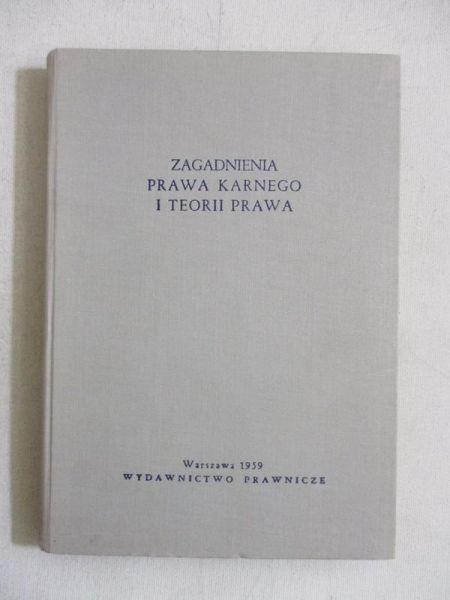 ZAGADNIENIA
PRAWA KARNEGO
I TEORII PRAWA
Warszawa 1959
WYDAWNICTWO PRAWNICZE